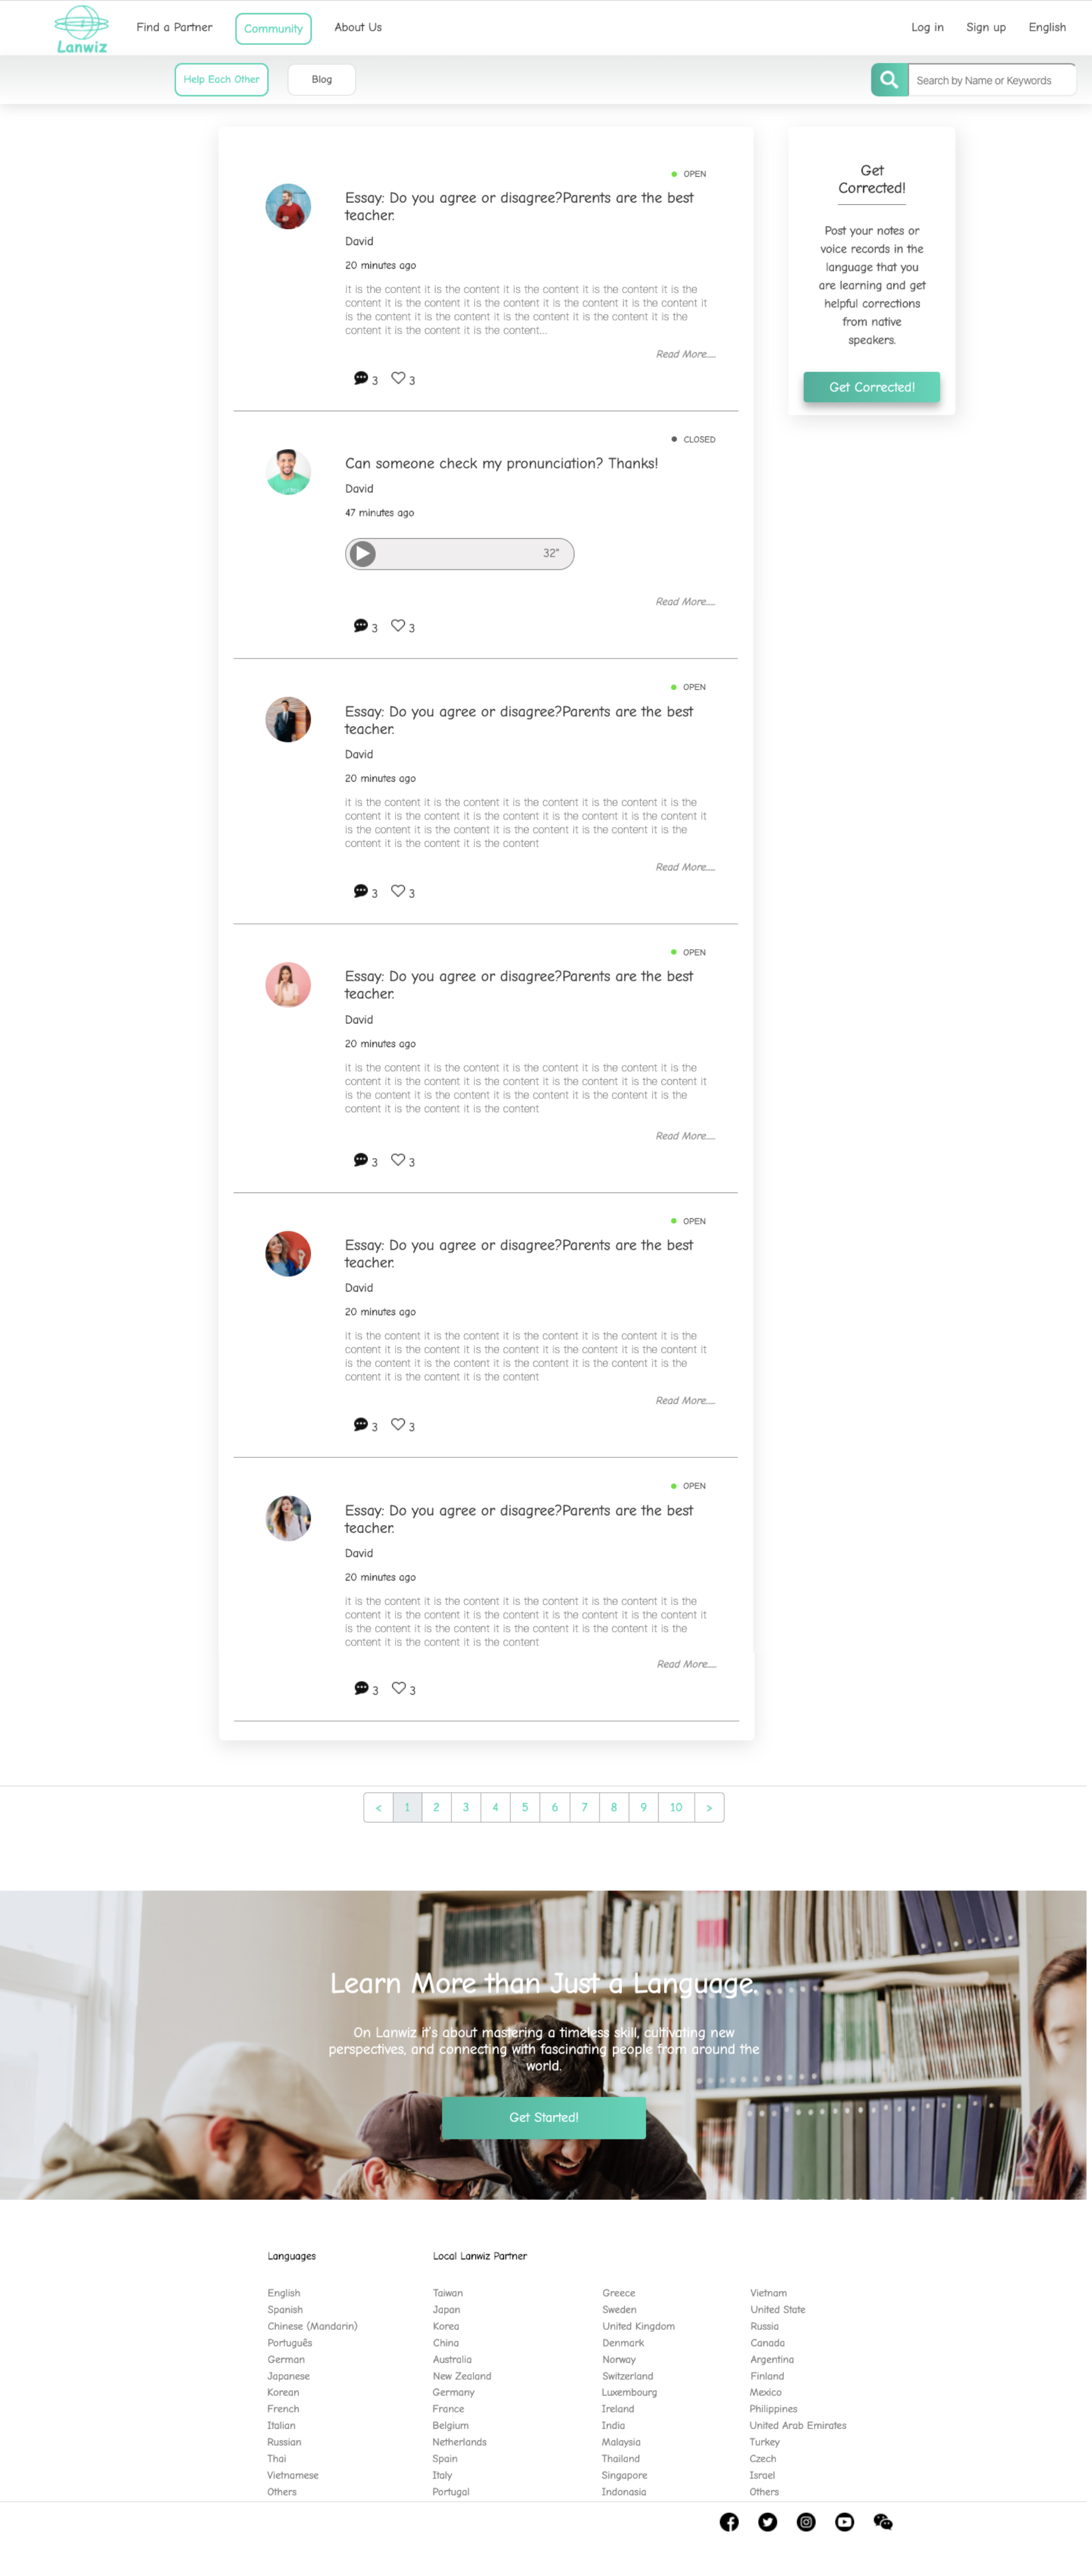 Lanwiz
Find a Partner
Community
About Us
Log in
Sign up
English
Help Each Other
Blog
Search by Name or Keywords
OPEN
Essay: Do you agree or disagree?Parents are the best
teacher.
David
20 minutes ago
it is the content it is the content it is the content it is the content it is the
content it is the content it is the content it is the content it is the content it
is the content it is the content it is the content it is the content it is the
content it is the content it is the content...
Read More......
3
3
Get
Corrected!
Post your notes or
voice records in the
language that you
are learning and get
helpful corrections
from native
speakers.
Get Corrected!
CLOSED
Can someone check my pronunciation? Thanks!
David
47 minutes ago
32"
Read More......
3
3
OPEN
Essay: Do you agree or disagree?Parents are the best
teacher.
David
20 minutes ago
it is the content it is the content it is the content it is the content it is the
content it is the content it is the content it is the content it is the content it
is the content it is the content it is the content it is the content it is the
content it is the content it is the content
Read More......
3
3
OPEN
Essay: Do you agree or disagree?Parents are the best
teacher.
David
20 minutes ago
it is the content it is the content it is the content it is the content it is the
content it is the content it is the content it is the content it is the content it
is the content it is the content it is the content it is the content it is the
content it is the content it is the content
Read More......
3
3
OPEN
Essay: Do you agree or disagree?Parents are the best
teacher.
David
20 minutes ago
it is the content it is the content it is the content it is the content it is the
content it is the content it is the content it is the content it is the content it
is the content it is the content it is the content it is the content it is the
content it is the content it is the content
Read More......
3
3
OPEN
Essay: Do you agree or disagree?Parents are the best
teacher.
David
20 minutes ago
it is the content it is the content it is the content it is the content it is the
content it is the content it is the content it is the content it is the content it
is the content it is the content it is the content it is the content it is the
content it is the content it is the content
Read More......
3
3
< 1 2 3 4 5 6 7 8 9 10 >
Learn More than Just a Language.
On Lanwiz it's about mastering a timeless skill, cultivating new
perspectives, and connecting with fascinating people from around the
world.
Get Started!
Languages
English
Spanish
Chinese (Mandarin)
Português
German
Japanese
Korean
French
Italian
Russian
Thai
Vietnamese
Others
Local Lanwiz Partner
Taiwan
Japan
Korea
China
Australia
New Zealand
Germany
France
Belgium
Netherlands
Spain
Italy
Portugal
Greece
Sweden
United Kingdom
Denmark
Norway
Switzerland
Luxembourg
Ireland
India
Malaysia
Thailand
Singapore
Indonasia
Vietnam
United State
Russia
Canada
Argentina
Finland
Mexico
Philippines
United Arab Emirates
Turkey
Czech
Israel
Others